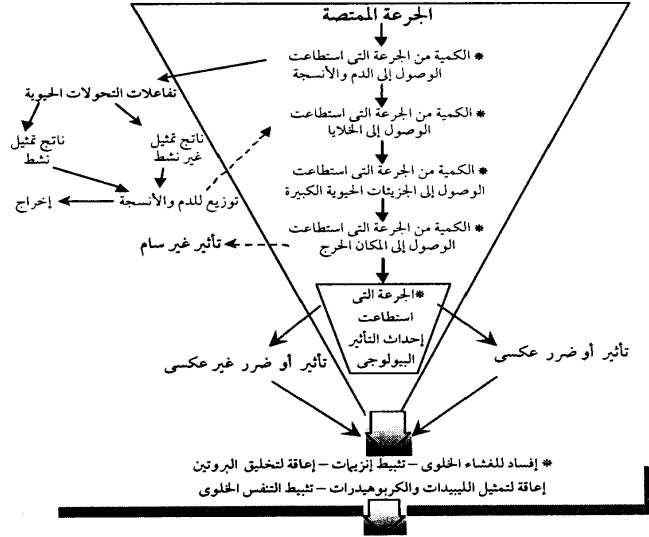 الجرعة الممتصة
* الكمية من الجرعة التى استطاعت
الوصول إلى الدم والأنسجة
تفاعلات التحولات الحيوية
* الكمية من الجرعة التى استطاعت
الوصول إلى الخلايا
ناتج تمثيل
غير نشط
ناتج تمثيل
نشط
* الكمية من الجرعة التى استطاعت
الوصول إلى الجزيئات الحيوية الكبيرة
توزيع للدم والأنسجة
إخراج
* الكمية من الجرعة التى استطاعت
الوصول إلى المكان الحرج
تأثير غير سام
* الجرعة التى
استطاعت
إحداث التأثير
البيولوجى
تأثير أو ضرر عكسى
تأثير أو ضرر غير عكسى
* إفساد للغشاء الخلوى – تثبيط إنزيمات – إعاقة لتخليق البروتين
إعاقة لتمثيل الليبيدات والكربوهيدرات – تثبيط التنفس الخلوى